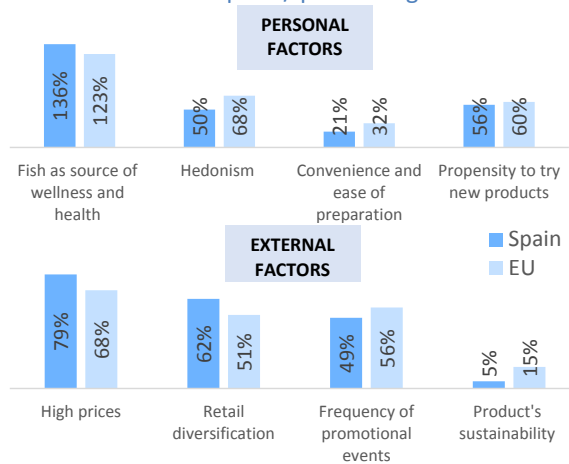 PERSONAL
FACTORS
136%
123%
50%
68%
21%
32%
56%
60%
Fish as source of
wellness and
health
Hedonism
Convenience and
ease of
preparation
Propensity to try
new products
EXTERNAL
FACTORS
Spain
EU
79%
68%
62%
51%
49%
56%
5%
15%
High prices
Retail
diversification
Frequency of
promotional
events
Product's
sustainability